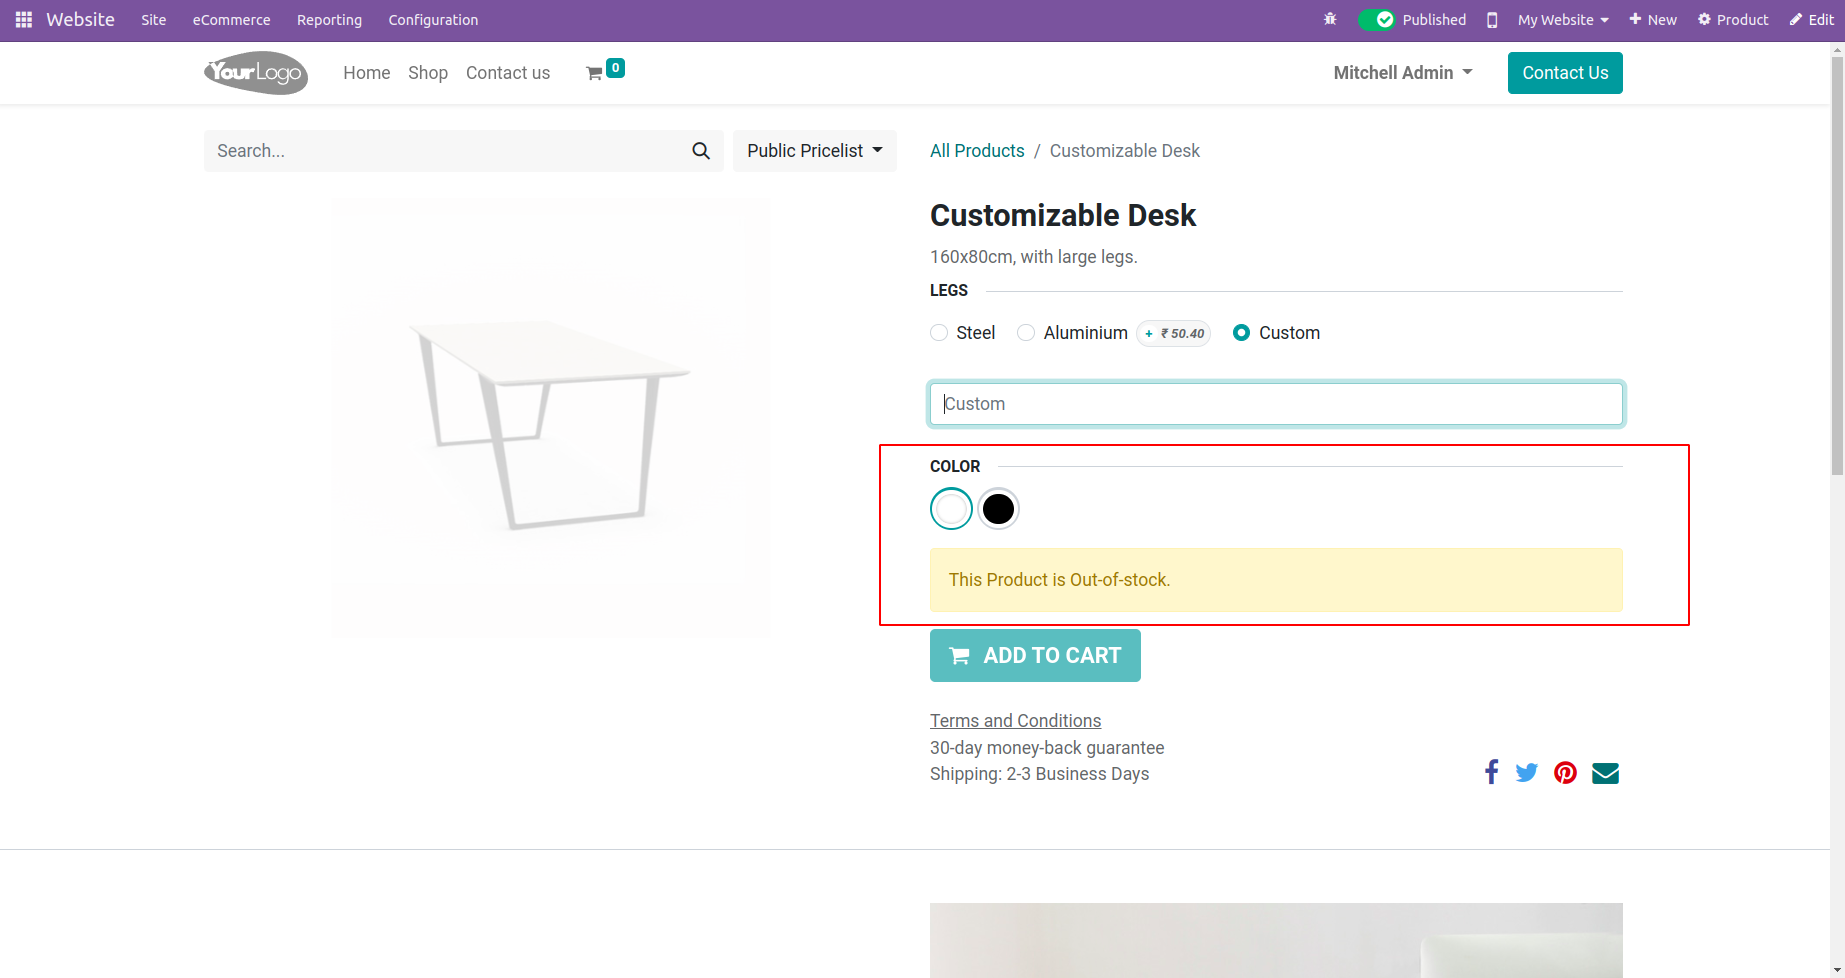 Website Site eCommerce Reporting Configuration Published My Website + New Product Edit
YourLogo Home Shop Contact us 0 Mitchell Admin Contact Us
Search... Public Pricelist All Products / Customizable Desk
Customizable Desk
160x80cm, with large legs.
LEGS
Steel Aluminium + ₹ 50.40 Custom
Custom
COLOR
This Product is Out-of-stock.
ADD TO CART
Terms and Conditions
30-day money-back guarantee
Shipping: 2-3 Business Days